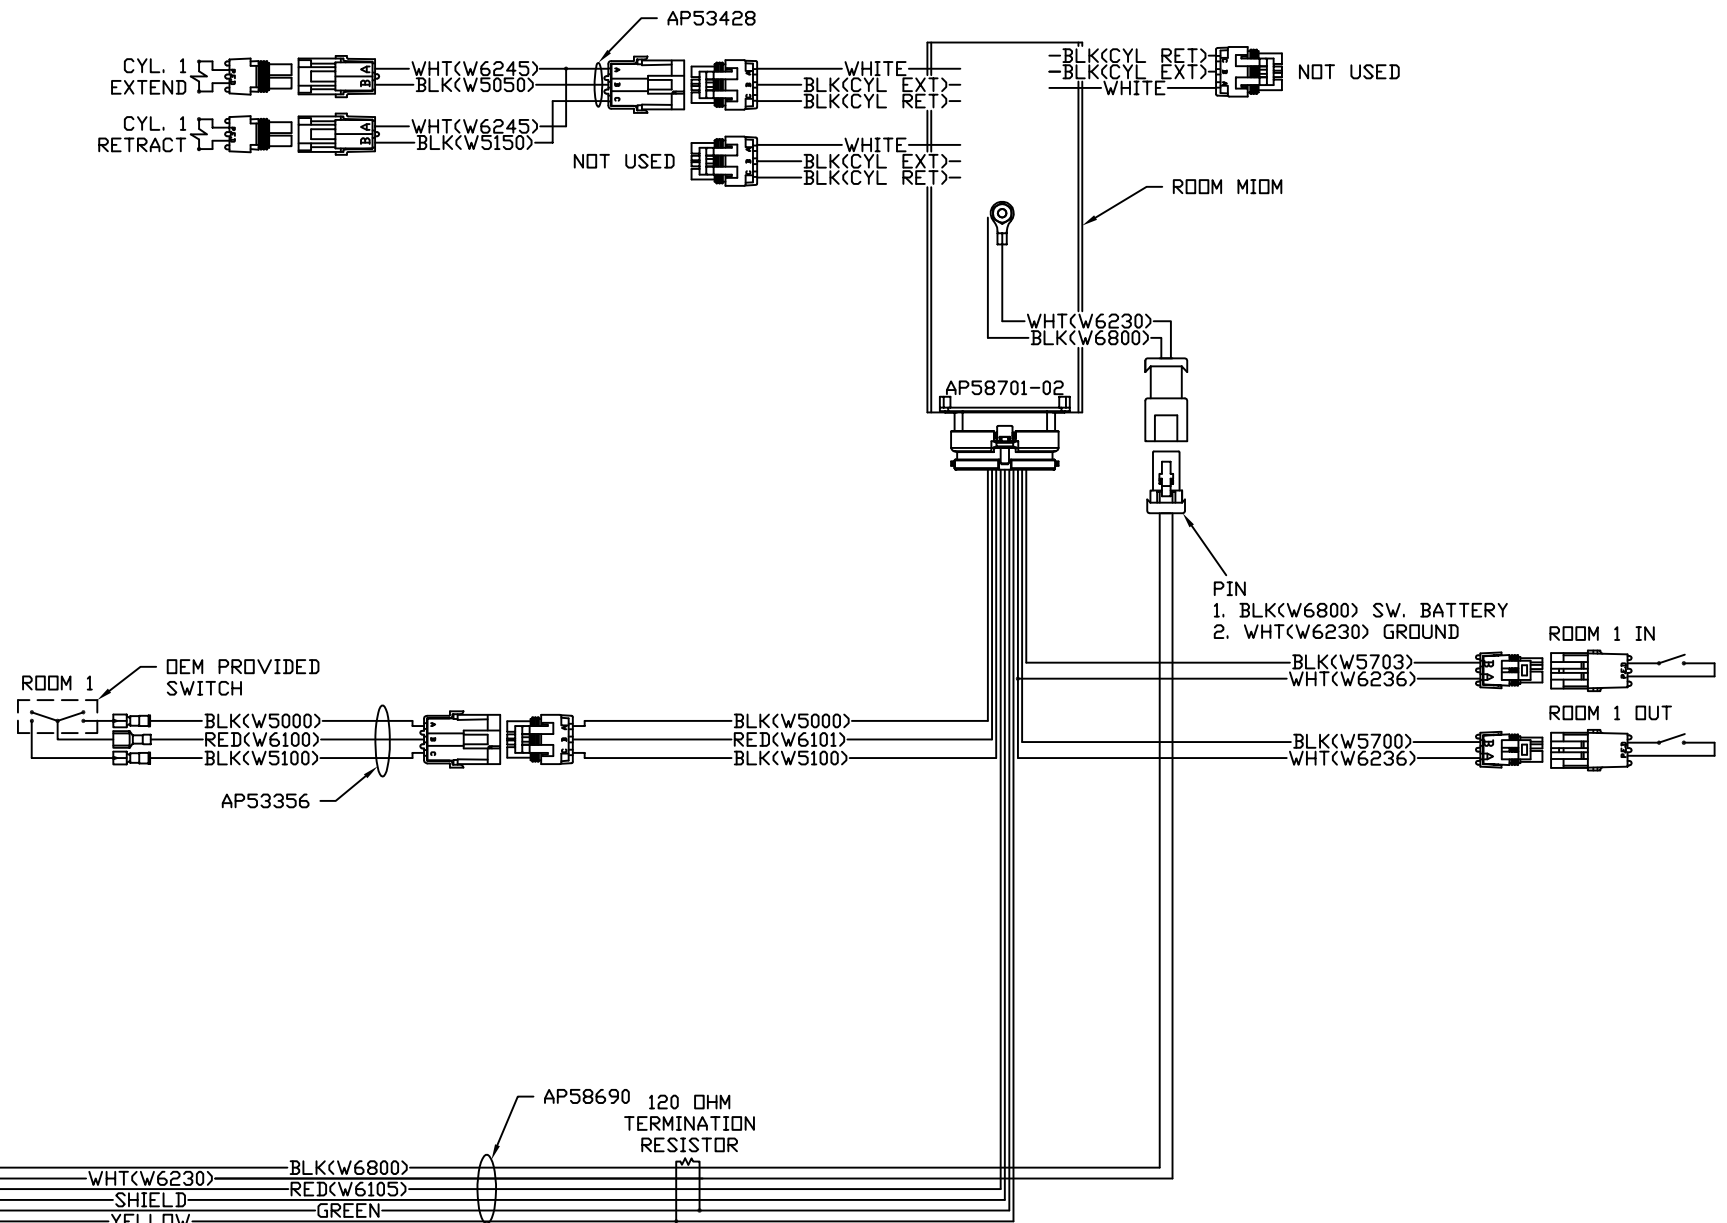 AP53428
CYL. 1
EXTEND
A
B
WHT(W6245)
BLK(W5050)
A
B
C
WHITE
BLK(CYL EXT)
BLK(CYL RET)
BLK(CYL RET)
BLK(CYL EXT)
WHITE
NOT USED
CYL. 1
RETRACT
A
B
WHT(W6245)
BLK(W5150)
NOT USED
WHITE
BLK(CYL EXT)
BLK(CYL RET)
ROOM MIOM
WHT(W6230)
BLK(W6800)
AP58701-02
PIN
1. BLK(W6800) SW. BATTERY
2. WHT(W6230) GROUND
ROOM 1 IN
BLK(W5703)
WHT(W6236)
B
A
ROOM 1 OUT
BLK(W5700)
WHT(W6236)
B
A
ROOM 1
OEM PROVIDED
SWITCH
BLK(W5000)
RED(W6100)
BLK(W5100)
A
B
C
BLK(W5000)
RED(W6101)
BLK(W5100)
AP53356
AP58690
120 OHM
TERMINATION
RESISTOR
BLK(W6800)
WHT(W6230)
RED(W6105)
SHIELD
GREEN
YELLOW